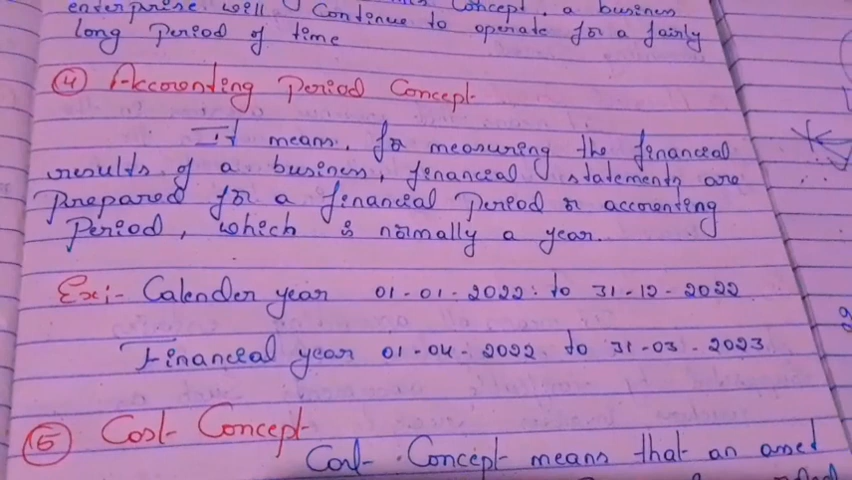 enterprise will Continue to operate for a fairly
Concept, a business
long Period of time
④ Accounting Period Concept
It means, for measuring the financial
results of a business, financial statements are
Prepared for a financial Period or accounting
Period, which is normally a year.
Ex:- Calender year 01-01-2022. to 31-12-2022
Financial year 01-04-2022 to 31-03-2023
⑤ Cost Concept
Cost Concept means that an asset